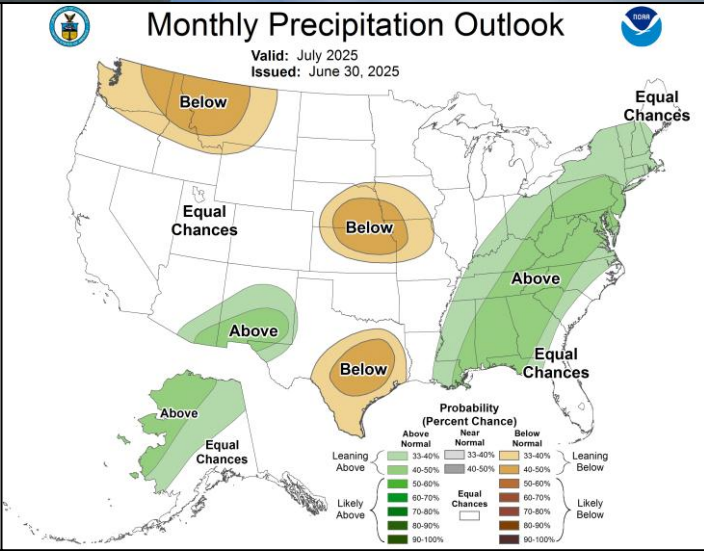 Monthly Precipitation Outlook
NOAA
Valid: July 2025
Issued: June 30, 2025
Below
Equal
Chances
Equal
Chances
Below
Above
Above
Below
Equal
Chances
Above
Equal
Chances
Probability
(Percent Chance)
Above
Normal
Near
Normal
Below
Normal
Leaning
Above
33-40%
40-50%
33-40%
40-50%
33-40%
40-50%
Leaning
Below
Likely
Above
50-60%
60-70%
70-80%
80-90%
90-100%
Equal
Chances
50-60%
60-70%
70-80%
80-90%
90-100%
Likely
Below